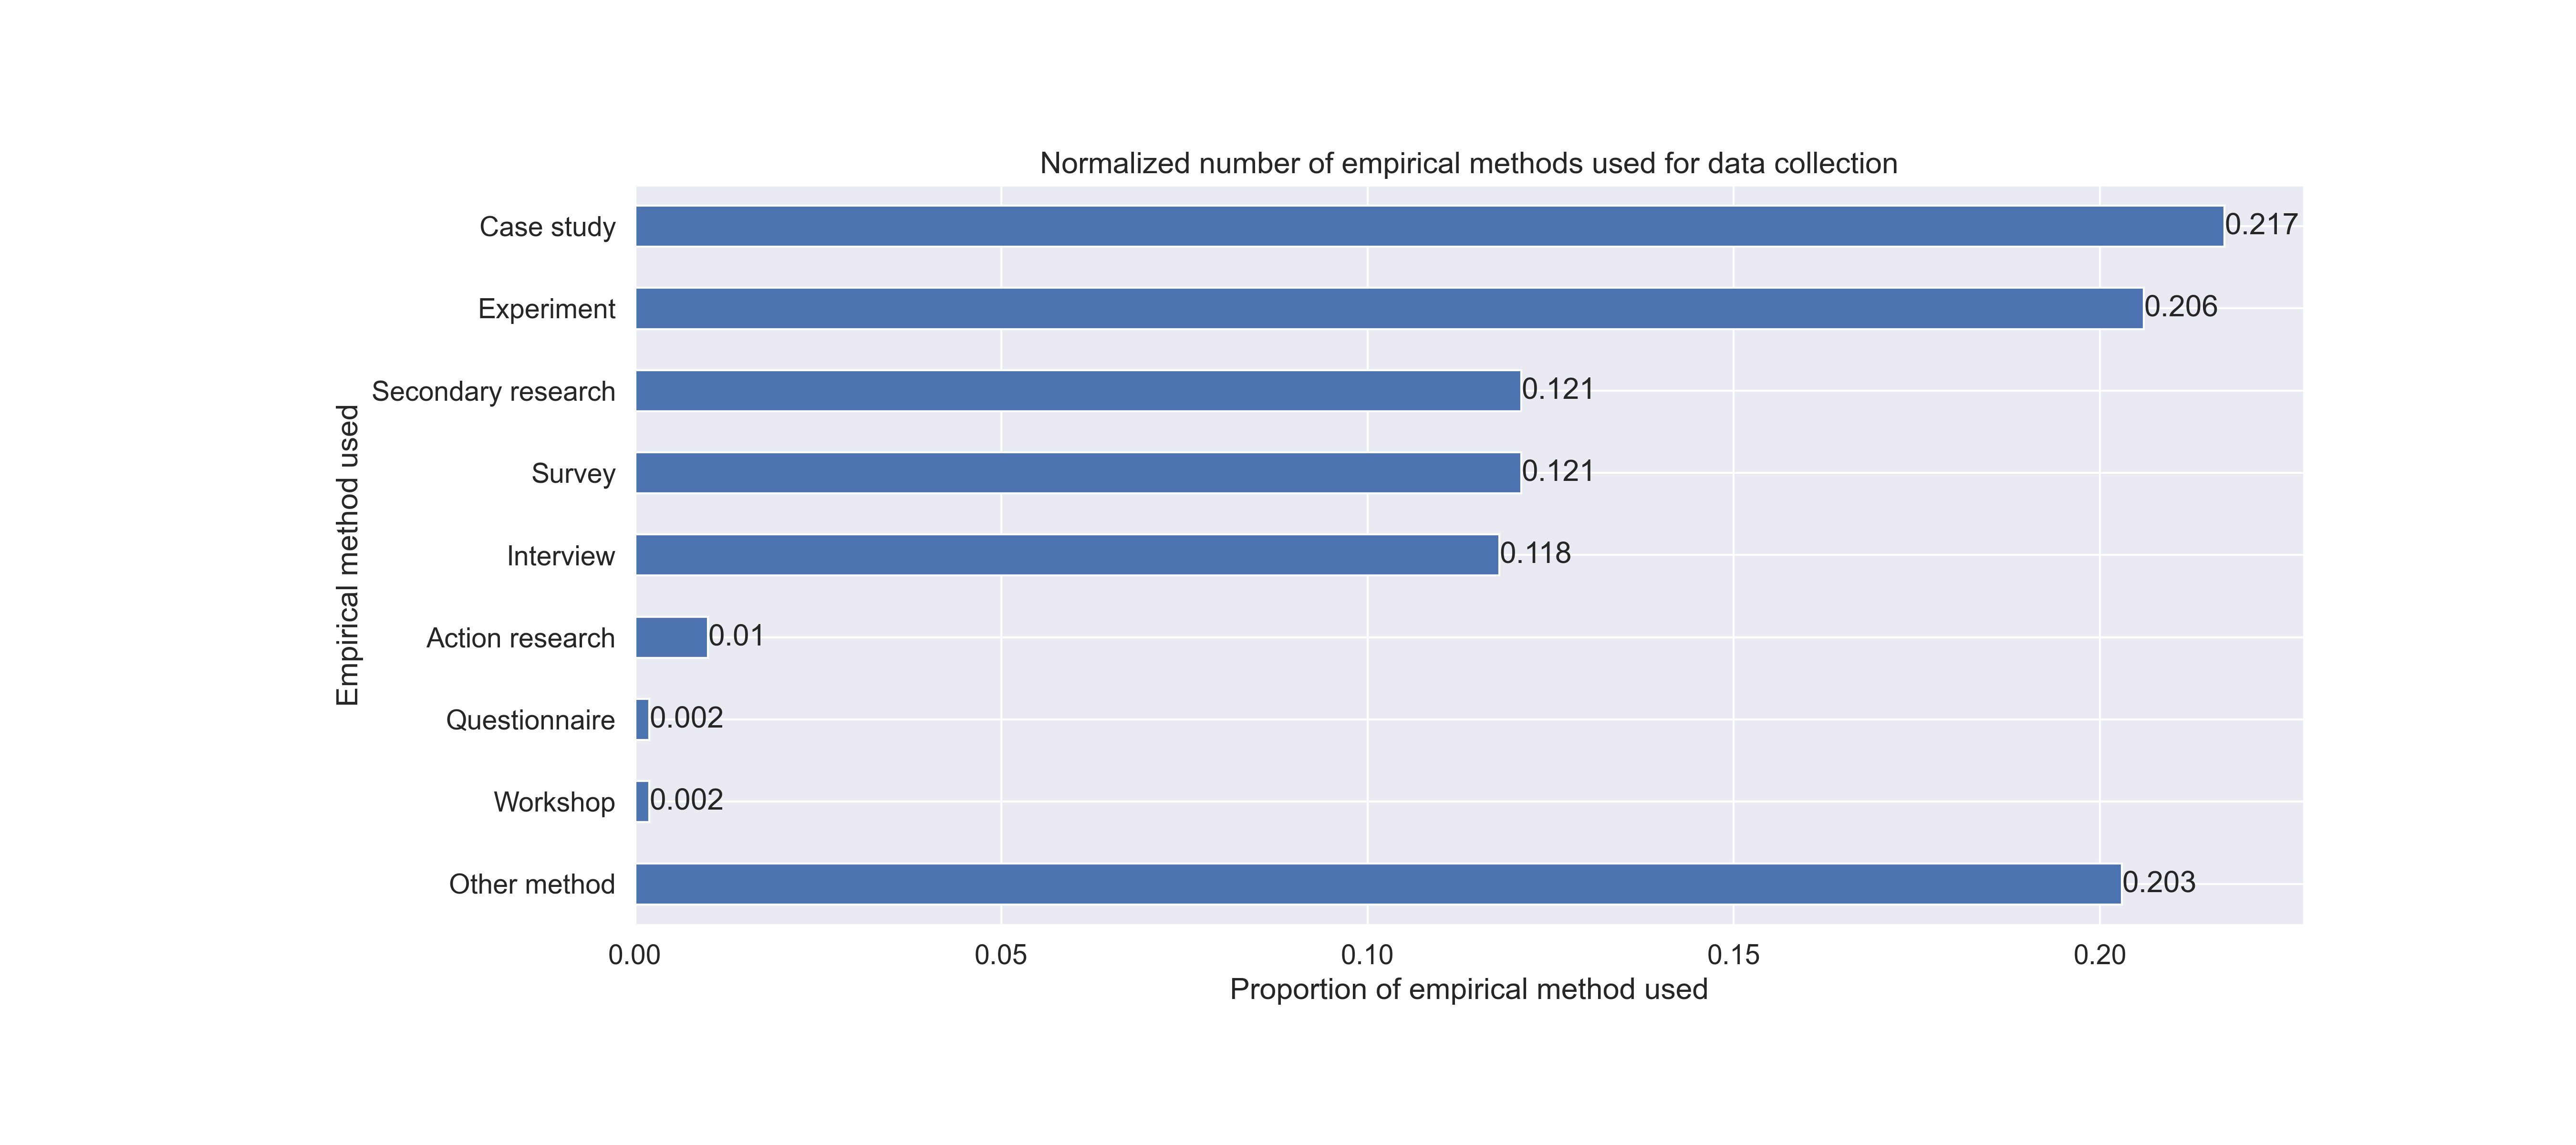 Normalized number of empirical methods used for data collection
Case study 0.217
Experiment 0.206
Secondary research 0.121
Survey 0.121
Interview 0.118
Action research 0.01
Questionnaire 0.002
Workshop 0.002
Other method 0.203
Empirical method used
0.00 0.05 0.10 0.15 0.20
Proportion of empirical method used